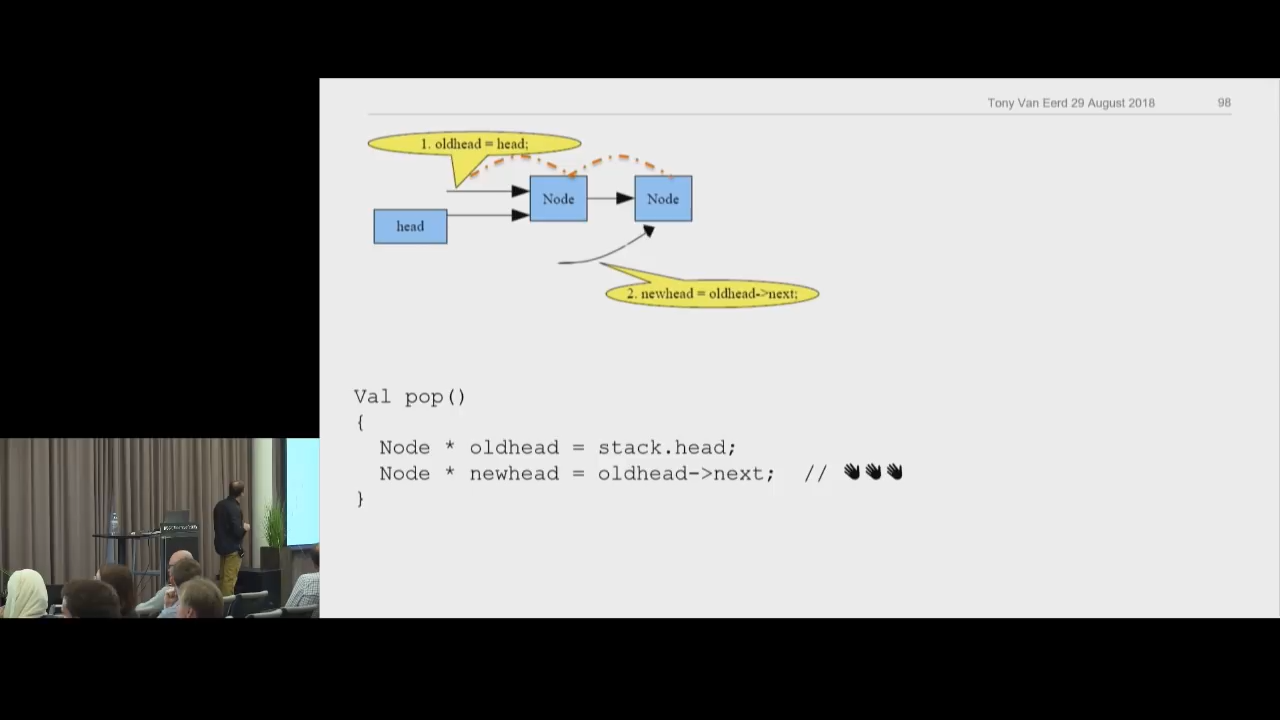 Tony Van Eerd 29 August 2018 98
1. oldhead = head;
Node
Node
head
2. newhead = oldhead->next;
Val pop()
{
Node * oldhead = stack.head;
Node * newhead = oldhead->next; // 👋👋👋
}